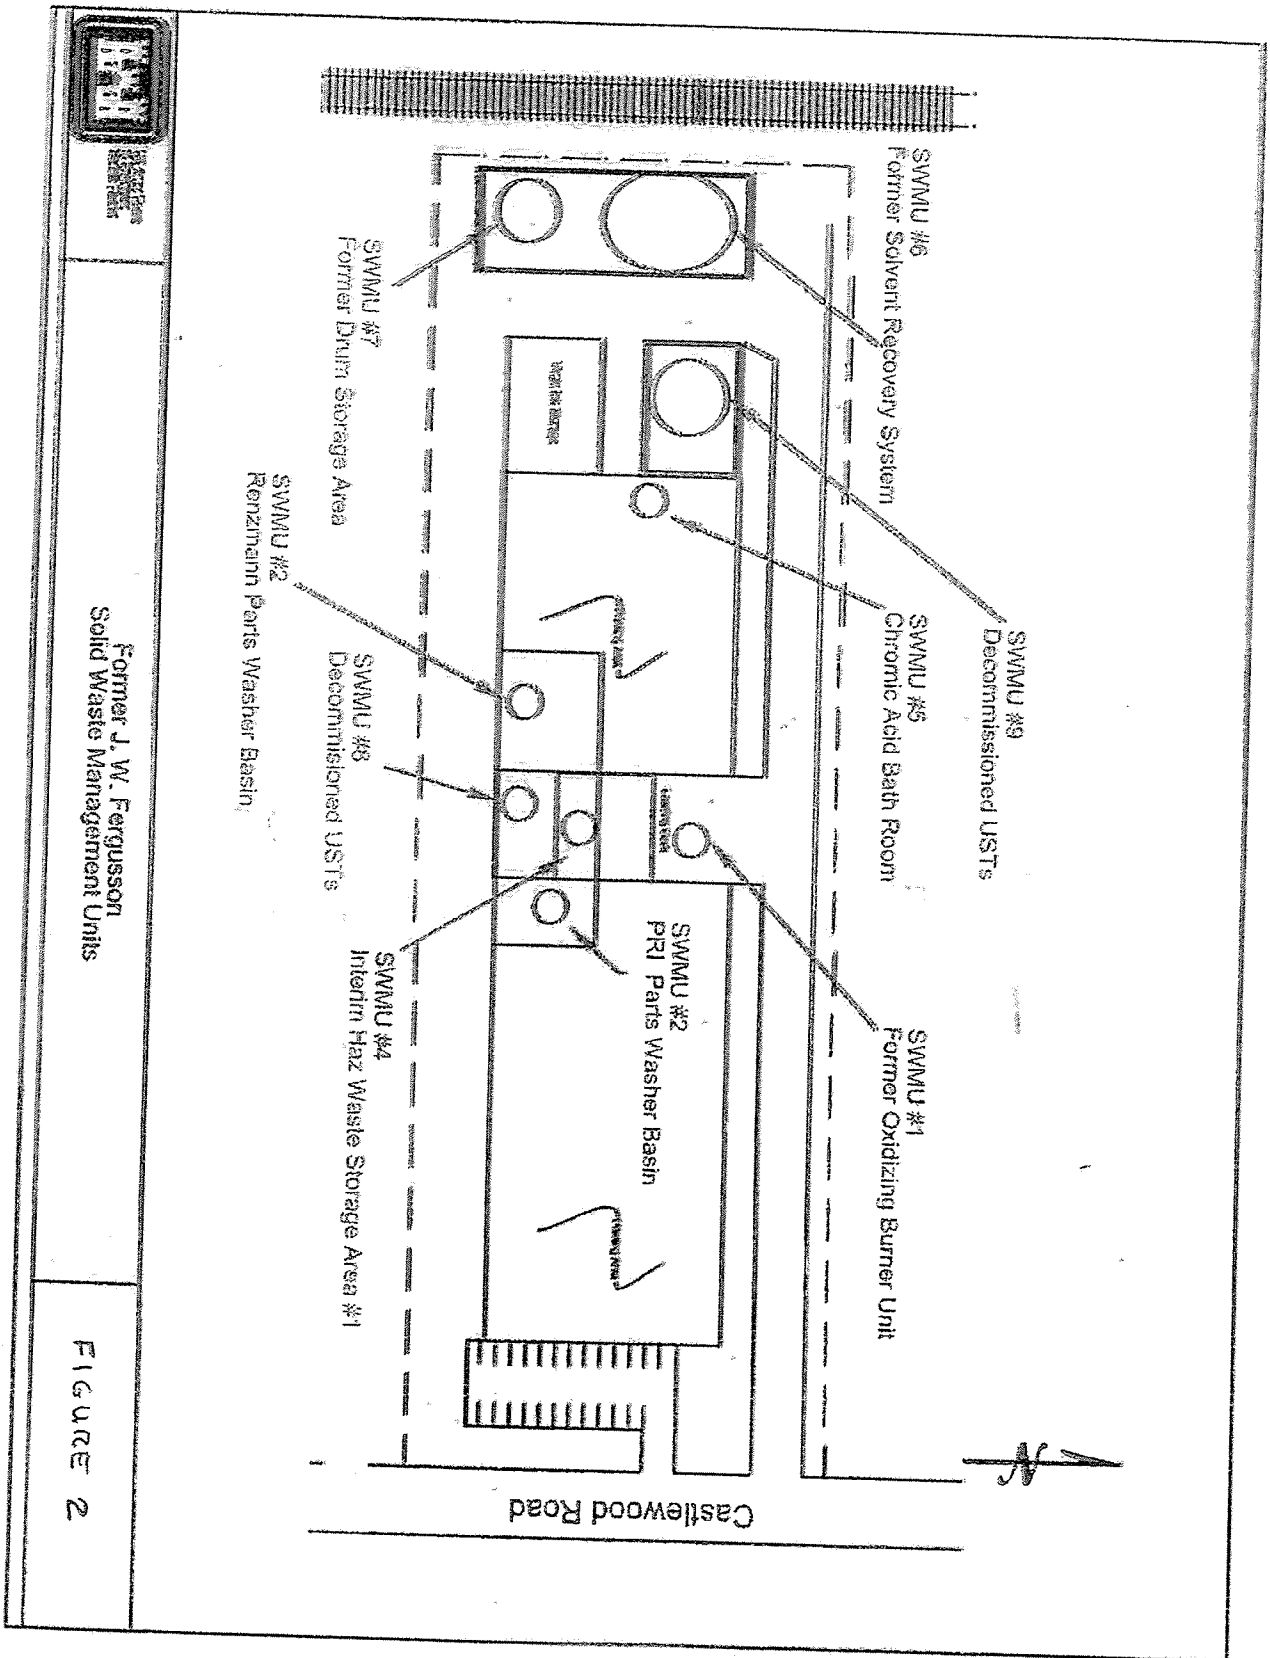 SWMU #6
Former Solvent Recovery System
SWMU #9
Decommissioned USTs
SWMU #5
Chromic Acid Bath Room
SWMU #1
Former Oxidizing Burner Unit
N
SWMU #2
PRI Parts Washer Basin
Castlewood Road
SWMU #7
Former Drum Storage Area
SWMU #2
Renzmann Parts Washer Basin
SWMU #8
Decommisioned USTs
SWMU #4
Interim Haz Waste Storage Area #1
Former J. W. Fergusson
Solid Waste Management Units
FIGURE 2